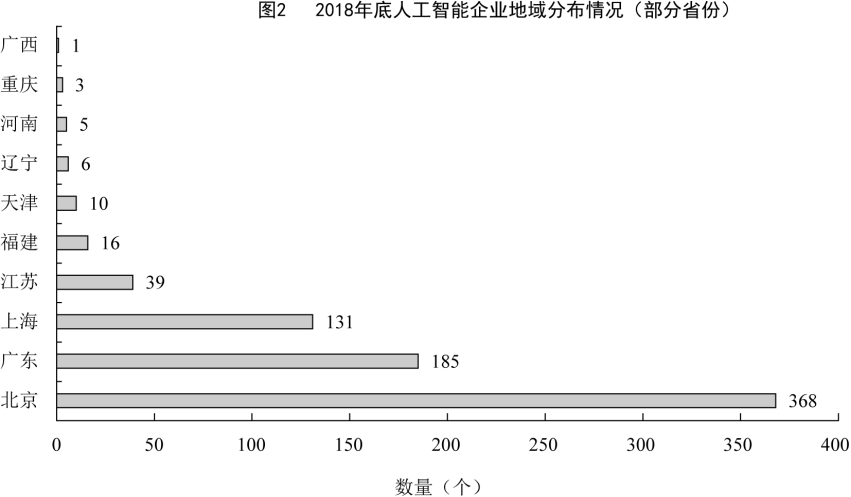 图2 2018年底人工智能企业地域分布情况（部分省份）
广西 1
重庆 3
河南 5
辽宁 6
天津 10
福建 16
江苏 39
上海 131
广东 185
北京 368
0 50 100 150 200 250 300 350 400
数量（个）